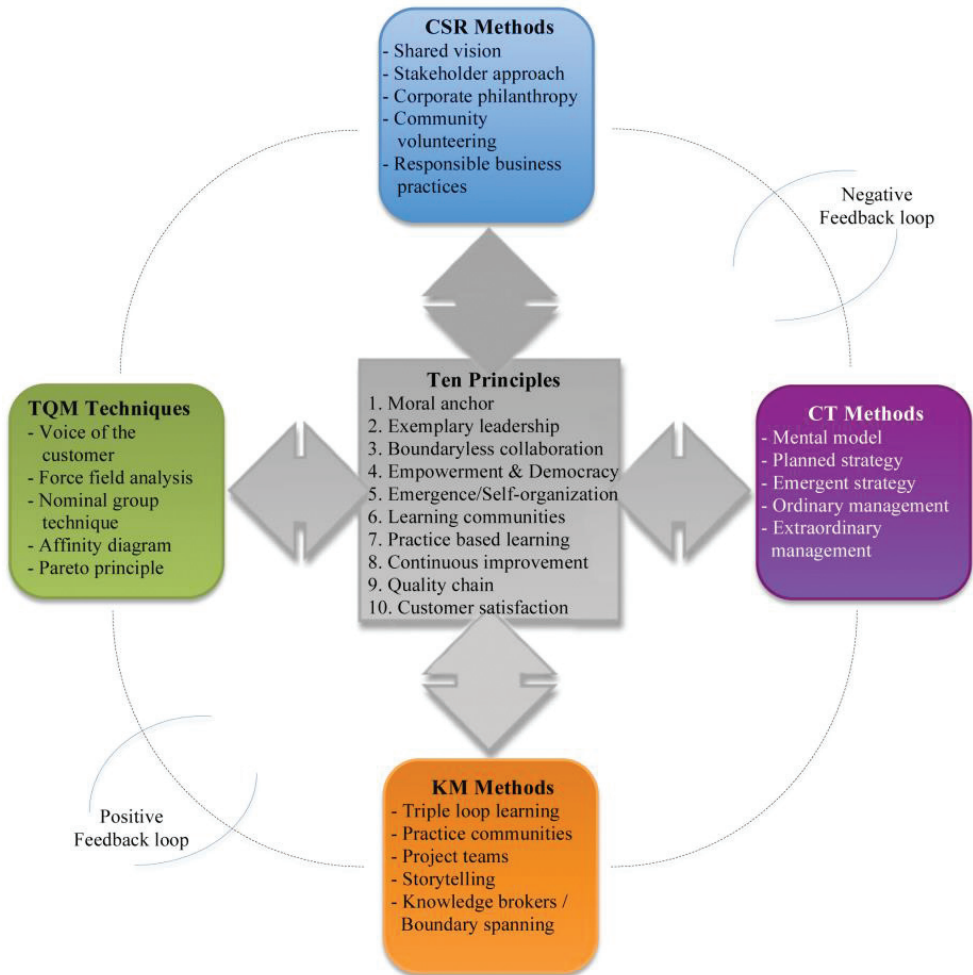 CSR Methods
- Shared vision
- Stakeholder approach
- Corporate philanthropy
- Community
volunteering
- Responsible business
practices
Negative
Feedback loop
TQM Techniques
- Voice of the
customer
- Force field analysis
- Nominal group
technique
- Affinity diagram
- Pareto principle
Ten Principles
1. Moral anchor
2. Exemplary leadership
3. Boundaryless collaboration
4. Empowerment & Democracy
5. Emergence/Self-organization
6. Learning communities
7. Practice based learning
8. Continuous improvement
9. Quality chain
10. Customer satisfaction
CT Methods
- Mental model
- Planned strategy
- Emergent strategy
- Ordinary management
- Extraordinary
management
Positive
Feedback loop
KM Methods
- Triple loop learning
- Practice communities
- Project teams
- Storytelling
- Knowledge brokers /
Boundary spanning